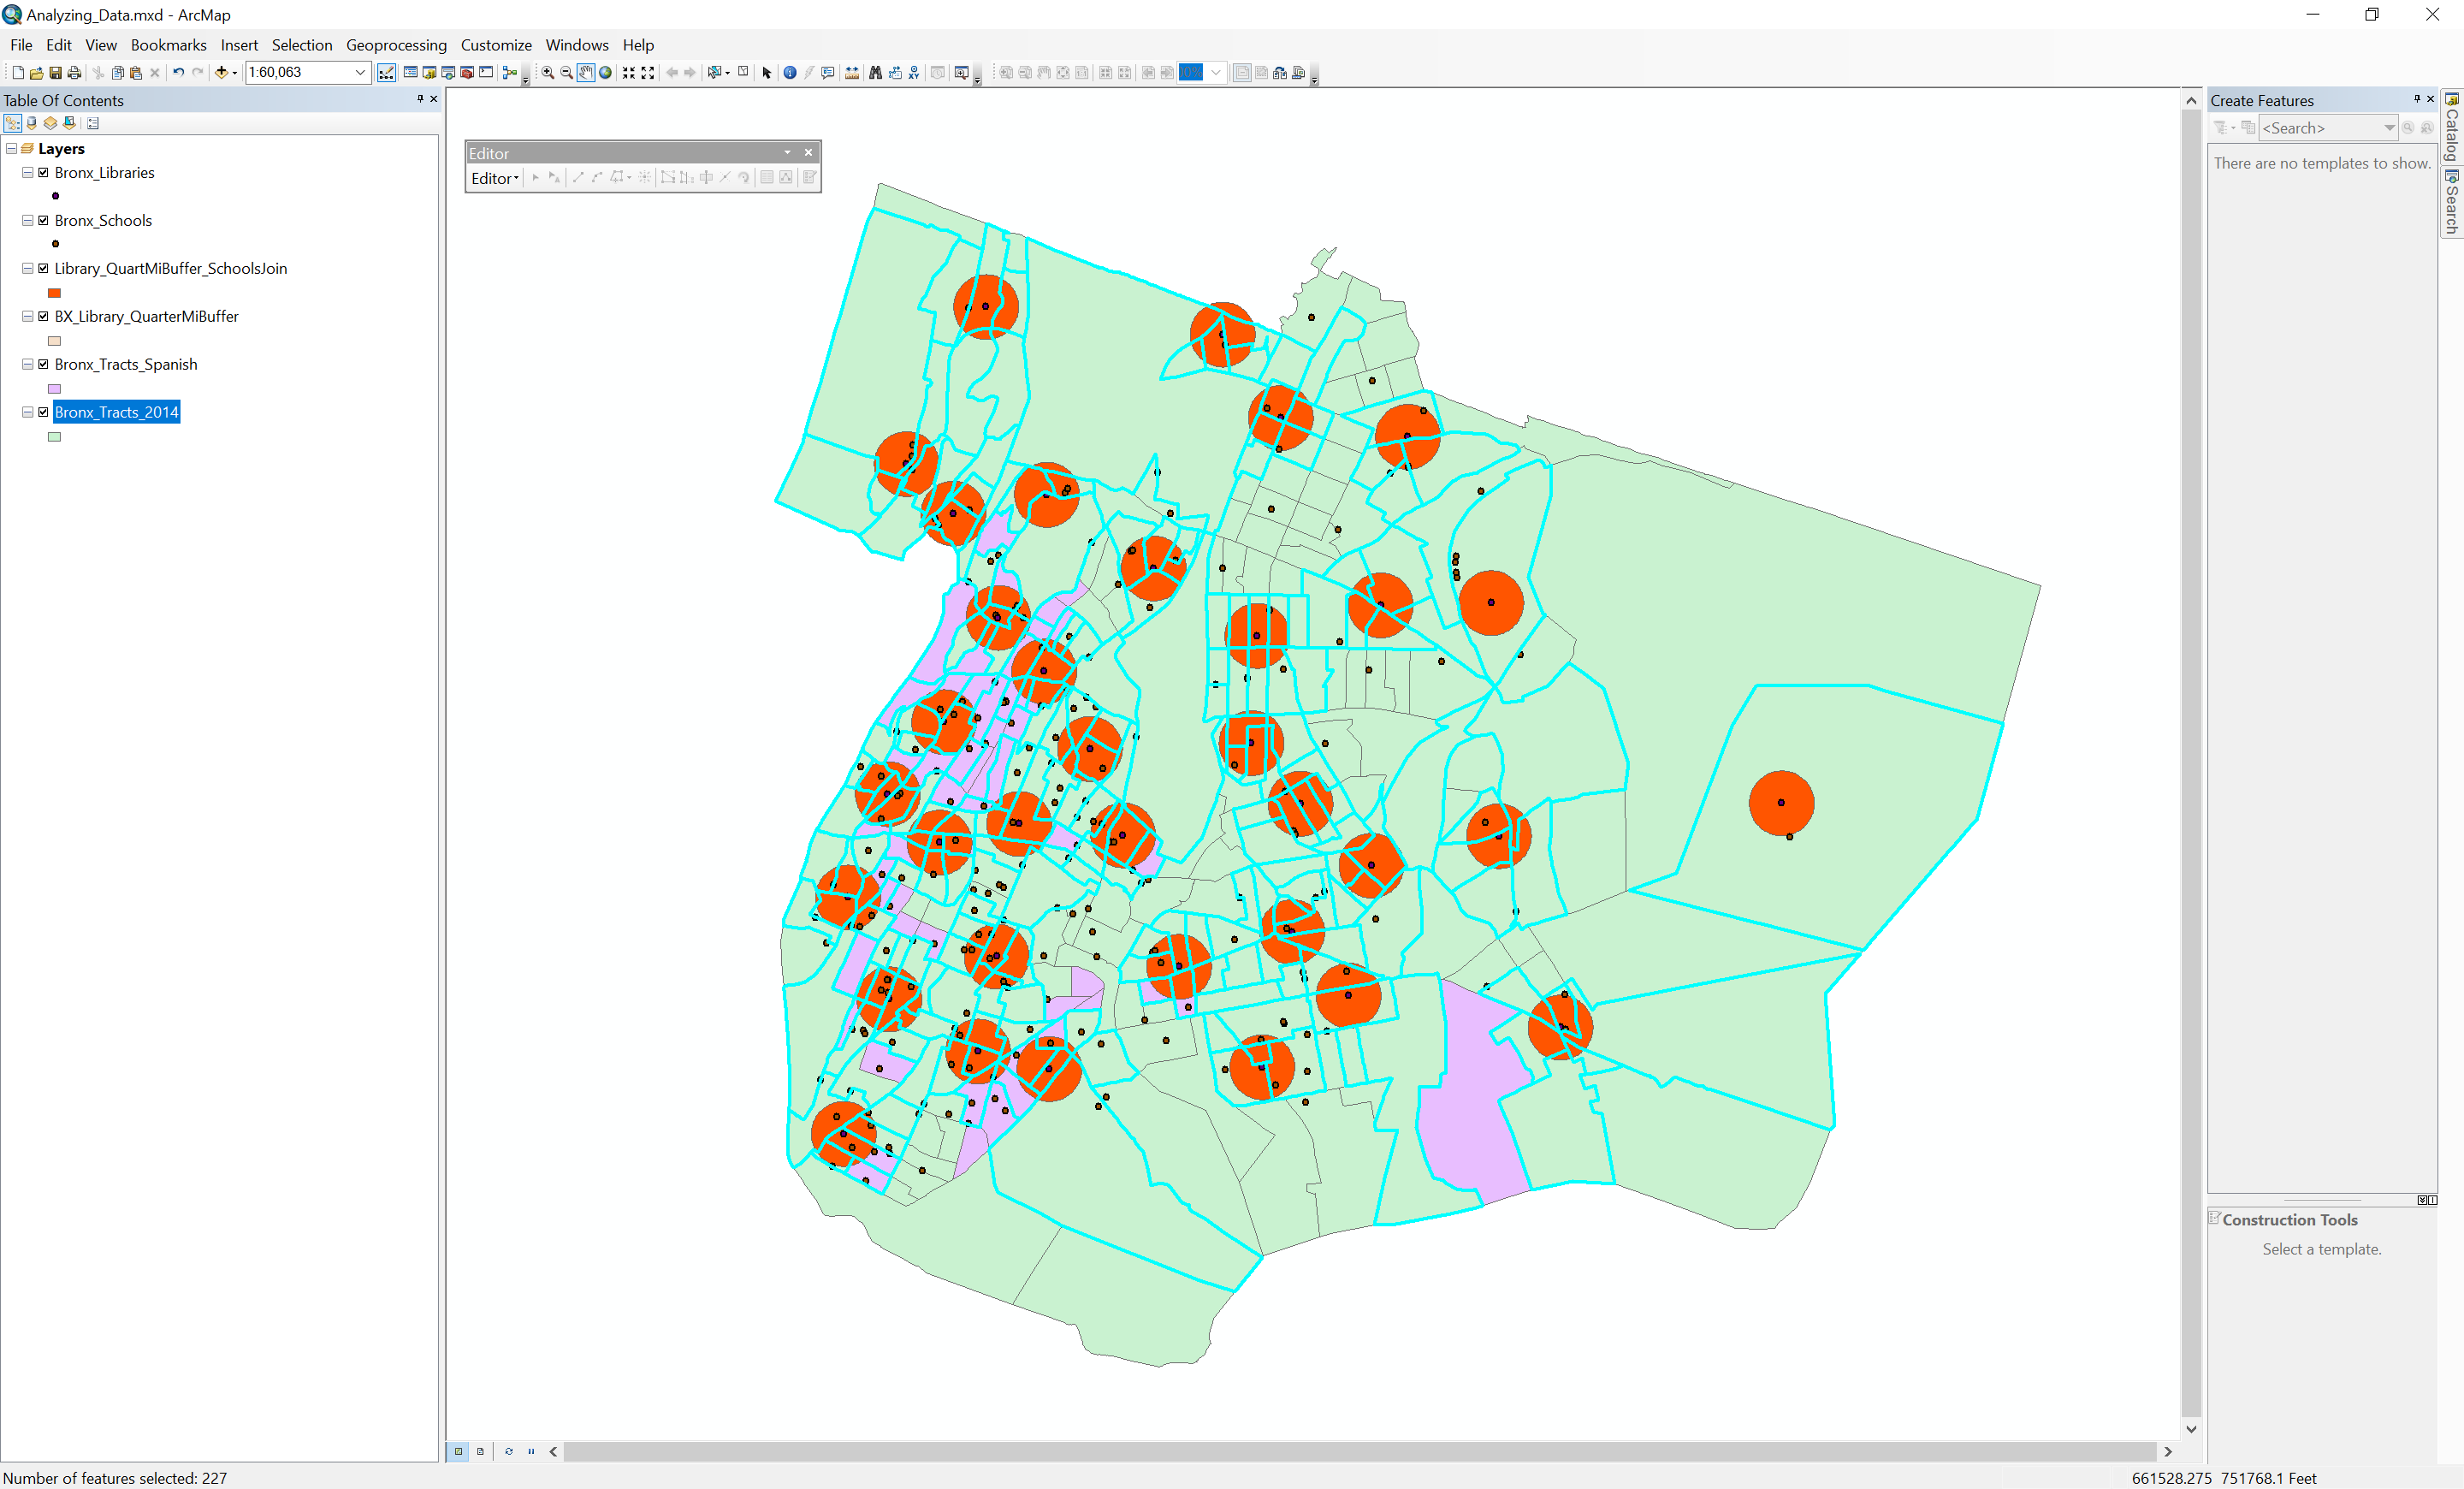 Analyzing_Data.mxd - ArcMap
File Edit View Bookmarks Insert Selection Geoprocessing Customize Windows Help
1:60,063
Table Of Contents
Layers
Bronx_Libraries
Bronx_Schools
Library_QuartMiBuffer_SchoolsJoin
BX_Library_QuarterMiBuffer
Bronx_Tracts_Spanish
Bronx_Tracts_2014
Editor
Editor
Create Features
<Search>
There are no templates to show.
Catalog
Search
Construction Tools
Select a template.
Number of features selected: 227
661528.275 751768.1 Feet